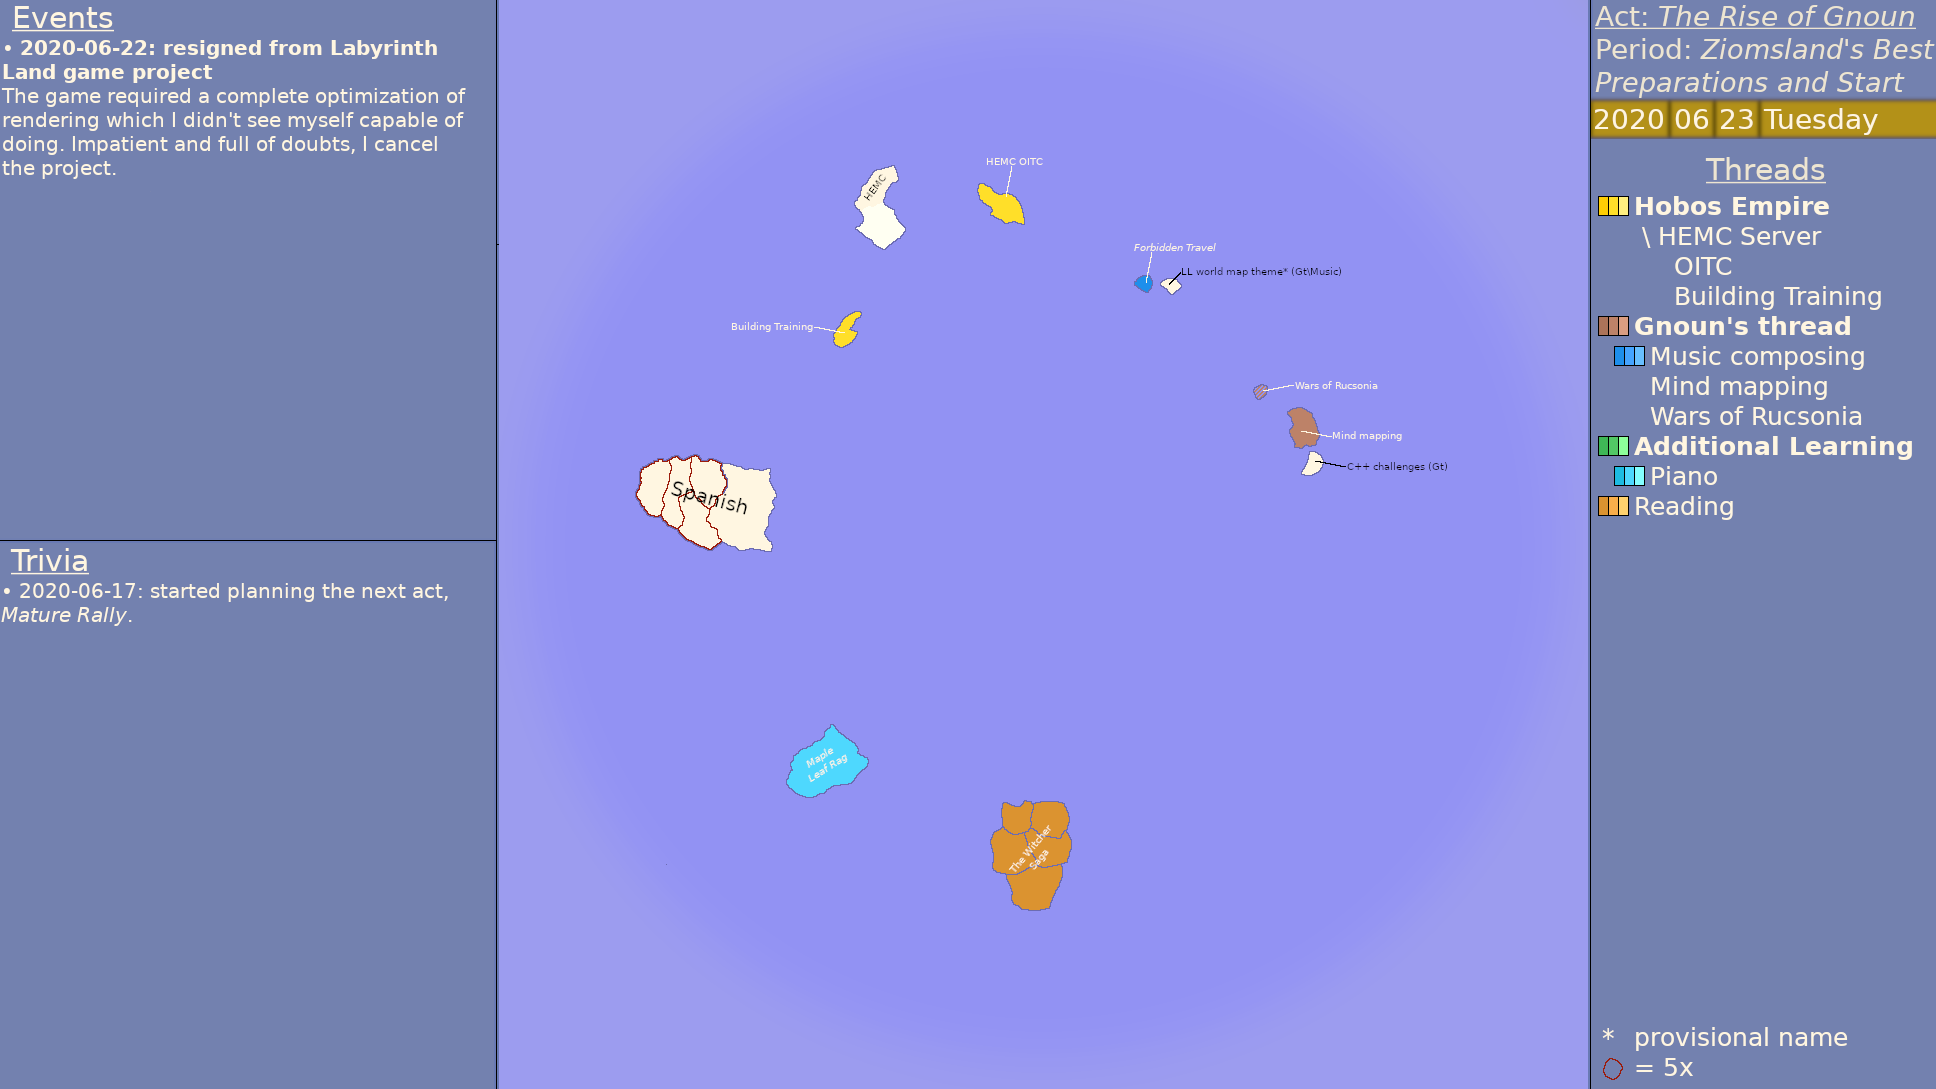 Events
• 2020-06-22: resigned from Labyrinth
Land game project
The game required a complete optimization of
rendering which I didn't see myself capable of
doing. Impatient and full of doubts, I cancel
the project.
Trivia
• 2020-06-17: started planning the next act,
Mature Rally.
HEMC
HEMC OITC
Forbidden Travel
LL world map theme* (Gt\Music)
Building Training
Wars of Rucsonia
Mind mapping
C++ challenges (Gt)
Spanish
Maple
Leaf Rag
The Witcher
Saga
Act: The Rise of Gnoun
Period: Ziomsland's Best
Preparations and Start
2020 06 23 Tuesday
Threads
Hobos Empire
\ HEMC Server
OITC
Building Training
Gnoun's thread
Music composing
Mind mapping
Wars of Rucsonia
Additional Learning
Piano
Reading
* provisional name
= 5x